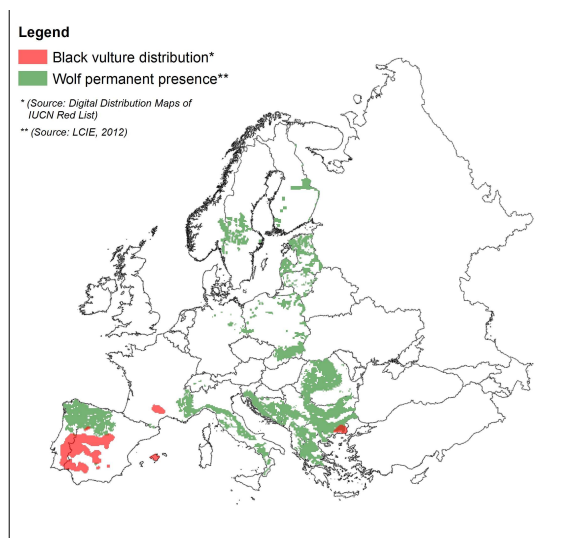 Legend
Black vulture distribution*
Wolf permanent presence**
* (Source: Digital Distribution Maps of
IUCN Red List)
** (Source: LCIE, 2012)